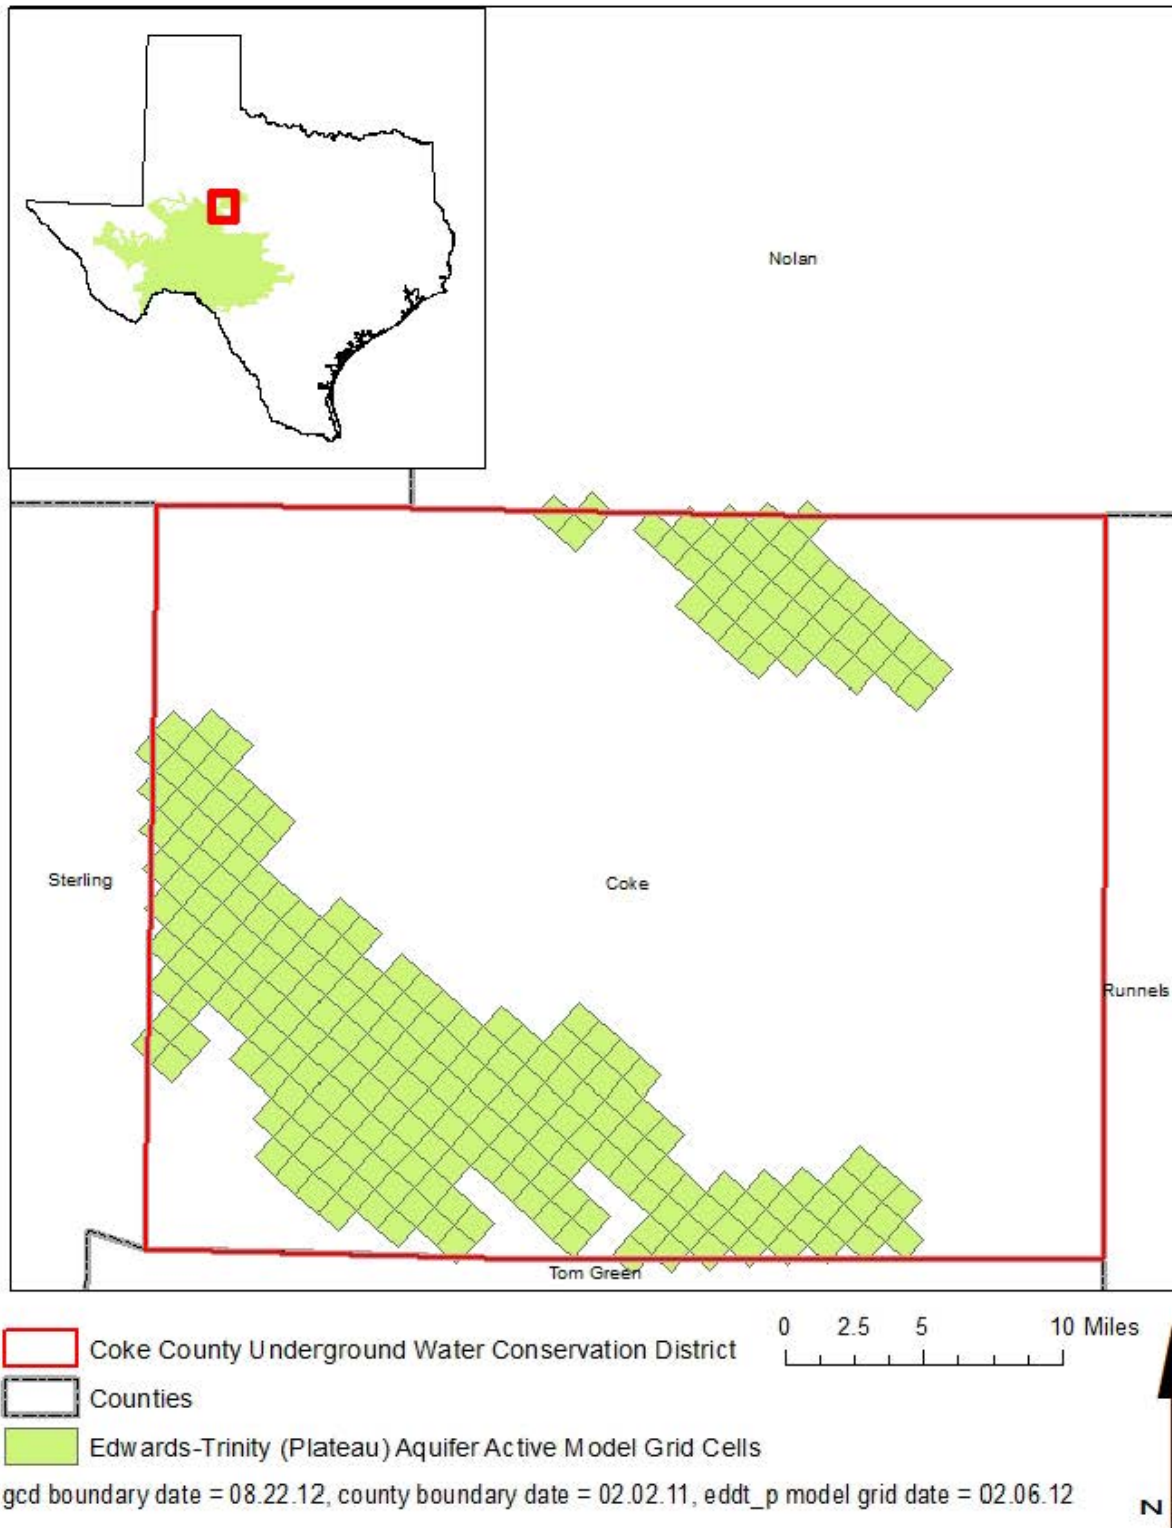 Nolan
Sterling
Coke
Runnels
Tom Green
0 2.5 5 10 Miles
Coke County Underground Water Conservation District
Counties
Edwards-Trinity (Plateau) Aquifer Active Model Grid Cells
gcd boundary date = 08.22.12, county boundary date = 02.02.11, eddt_p model grid date = 02.06.12
N